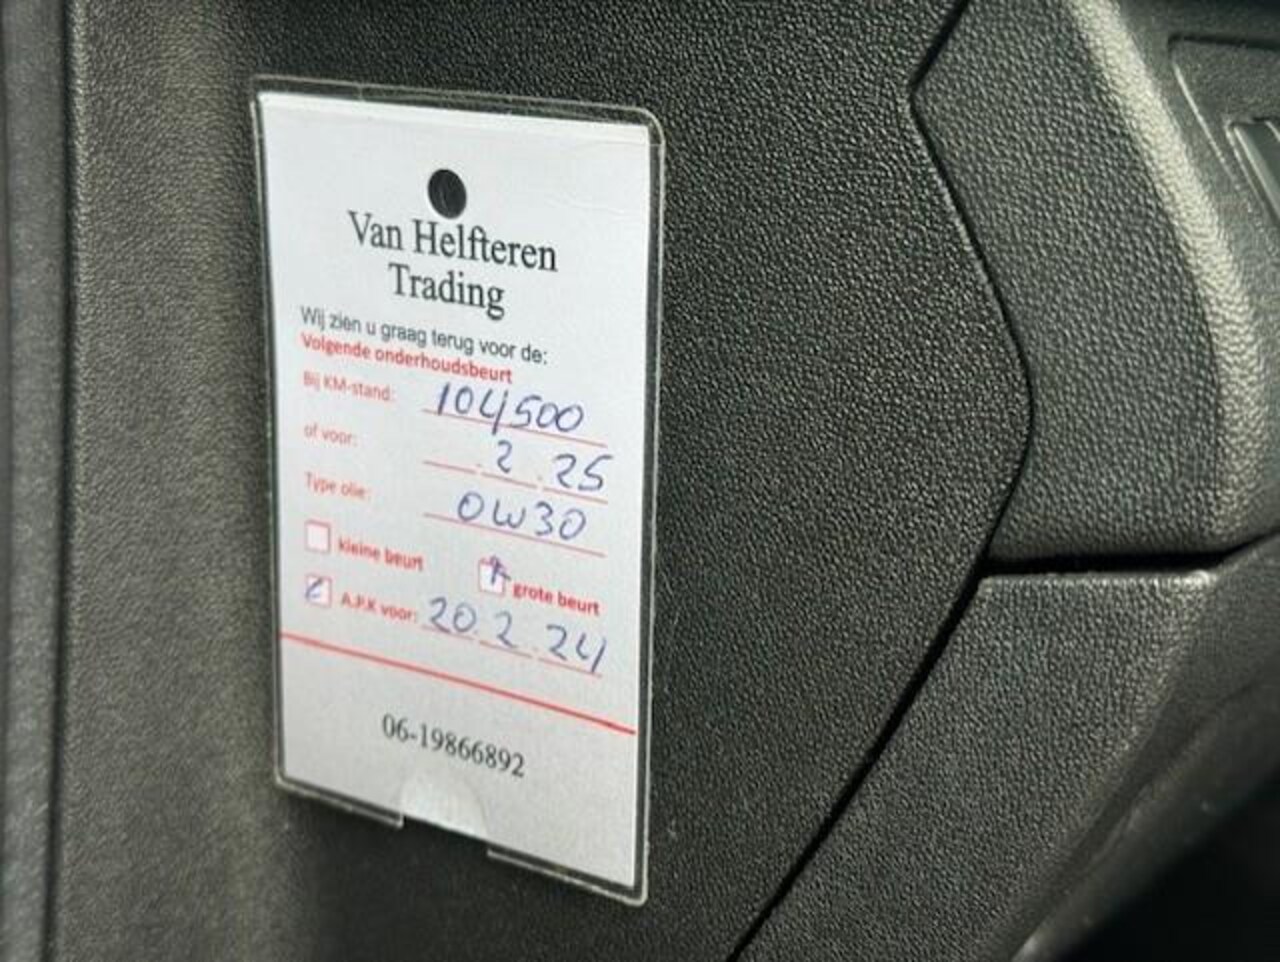 Van Helfteren
Trading
Wij zien u graag terug voor de:
Volgende onderhoudsbeurt
Bij KM-stand: 104500
of voor: 2.25
Type olie: 0W30
kleine beurt grote beurt
A.P.K voor: 20.2.24
06-19866892